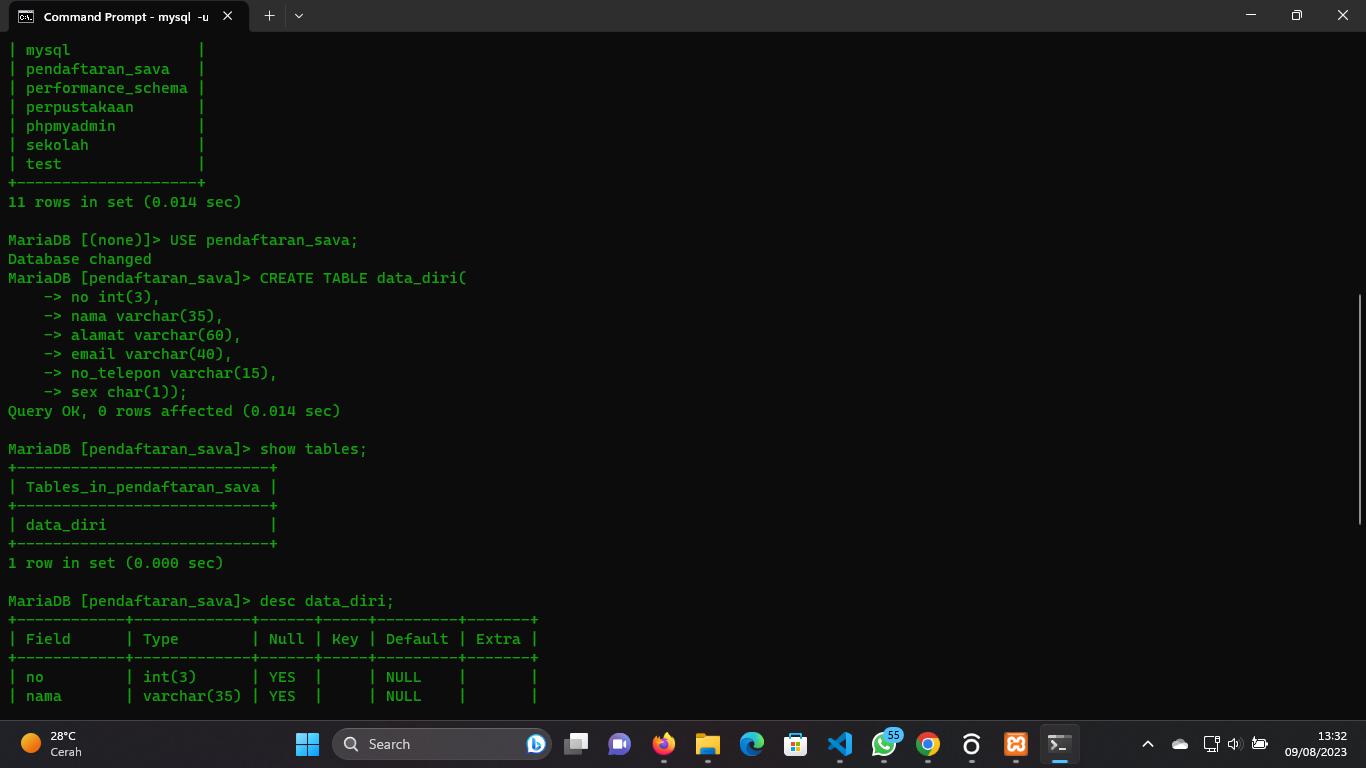 Command Prompt - mysql -u
| mysql              |
| pendaftaran_sava   |
| performance_schema |
| perpustakaan       |
| phpmyadmin         |
| sekolah            |
| test               |
+--------------------+
11 rows in set (0.014 sec)
MariaDB [(none)]> USE pendaftaran_sava;
Database changed
MariaDB [pendaftaran_sava]> CREATE TABLE data_diri(
    -> no int(3),
    -> nama varchar(35),
    -> alamat varchar(60),
    -> email varchar(40),
    -> no_telepon varchar(15),
    -> sex char(1));
Query OK, 0 rows affected (0.014 sec)
MariaDB [pendaftaran_sava]> show tables;
+----------------------------+
| Tables_in_pendaftaran_sava |
+----------------------------+
| data_diri                  |
+----------------------------+
1 row in set (0.000 sec)
MariaDB [pendaftaran_sava]> desc data_diri;
+------------+-------------+------+-----+---------+-------+
| Field      | Type        | Null | Key | Default | Extra |
+------------+-------------+------+-----+---------+-------+
| no         | int(3)      | YES  |     | NULL    |       |
| nama       | varchar(35) | YES  |     | NULL    |       |
28°C
Cerah
Search
55
13:32
09/08/2023